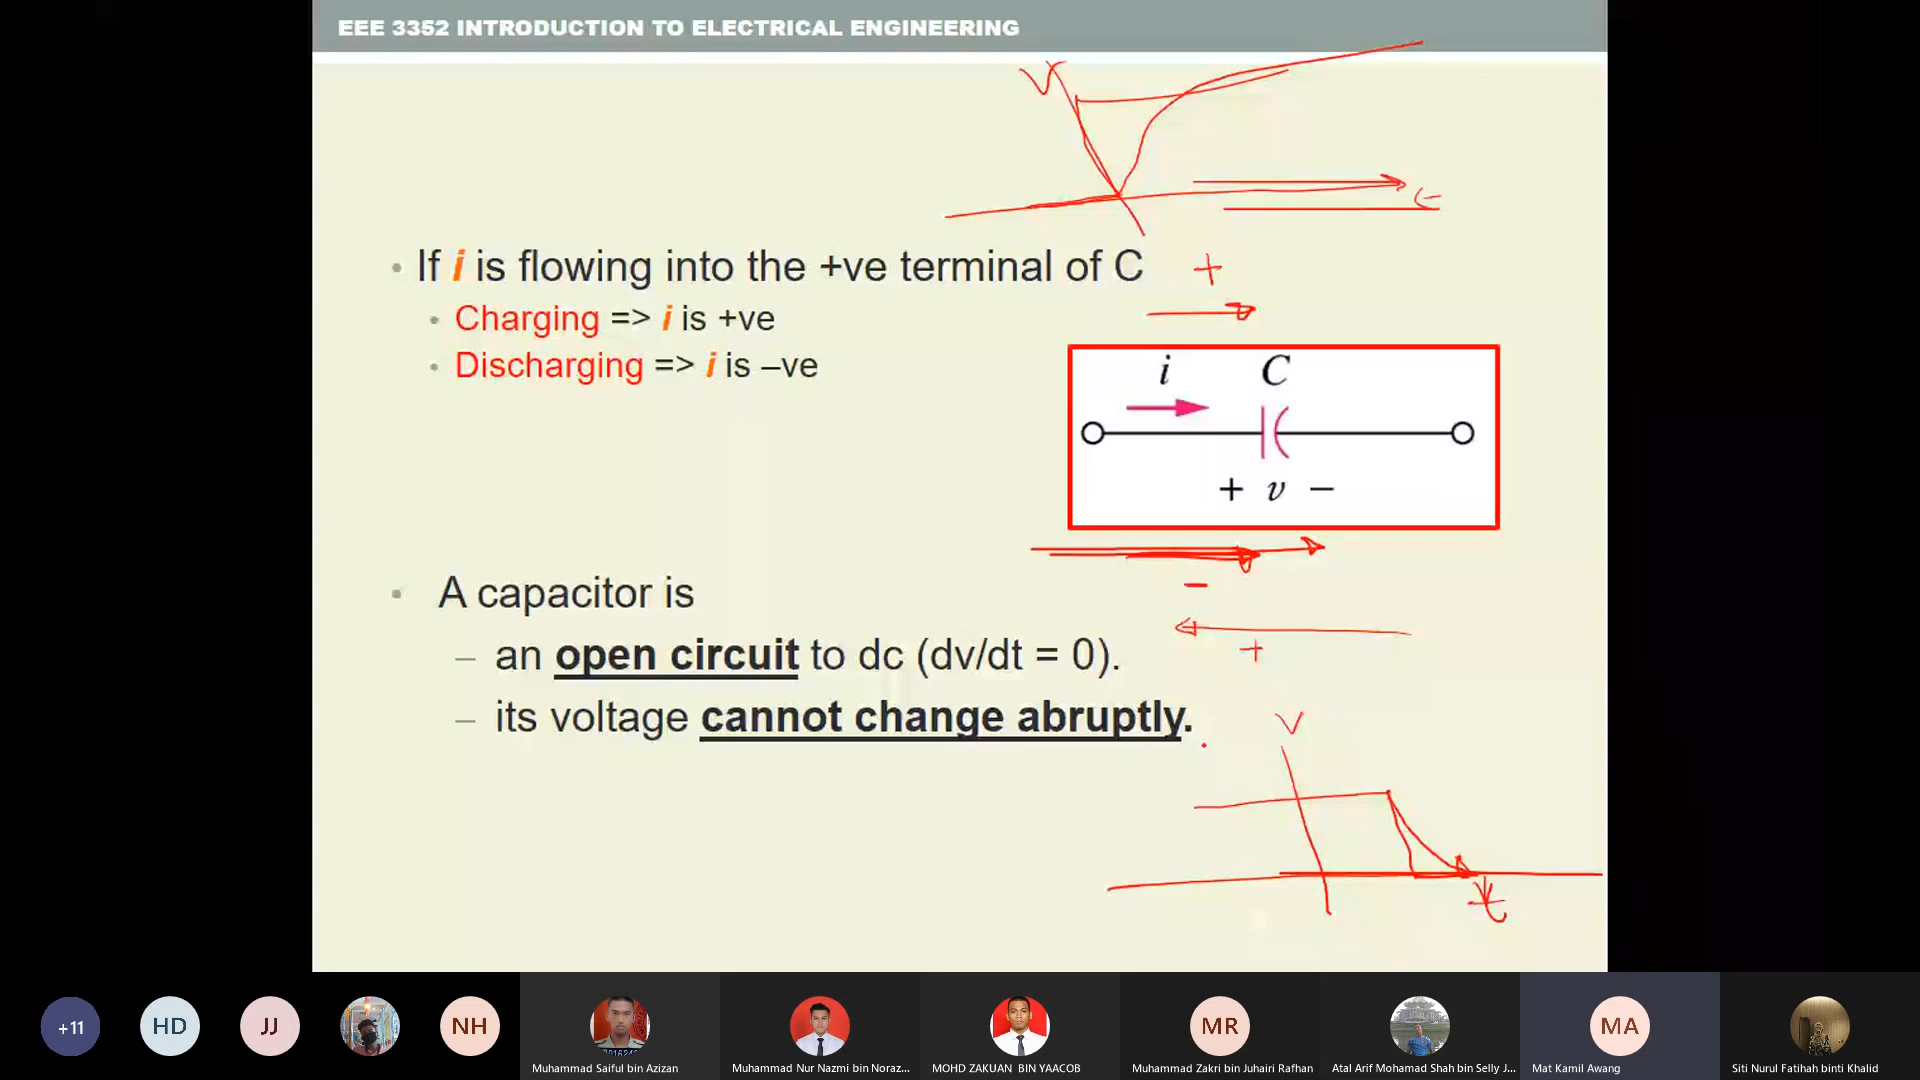 EEE 3352 INTRODUCTION TO ELECTRICAL ENGINEERING
V
t
• If i is flowing into the +ve terminal of C
+
• Charging => i is +ve
• Discharging => i is –ve
i C
+ v −
−
+
• A capacitor is
– an open circuit to dc (dv/dt = 0).
– its voltage cannot change abruptly.
V
t
+11
HD
JJ
NH
MR
MA
Muhammad Saiful bin Azizan
Muhammad Nur Nazmi bin Noraz...
MOHD ZAKUAN BIN YAACOB
Muhammad Zakri bin Juhairi Rafhan
Atal Arif Mohamad Shah bin Selly J...
Mat Kamil Awang
Siti Nurul Fatihah binti Khalid